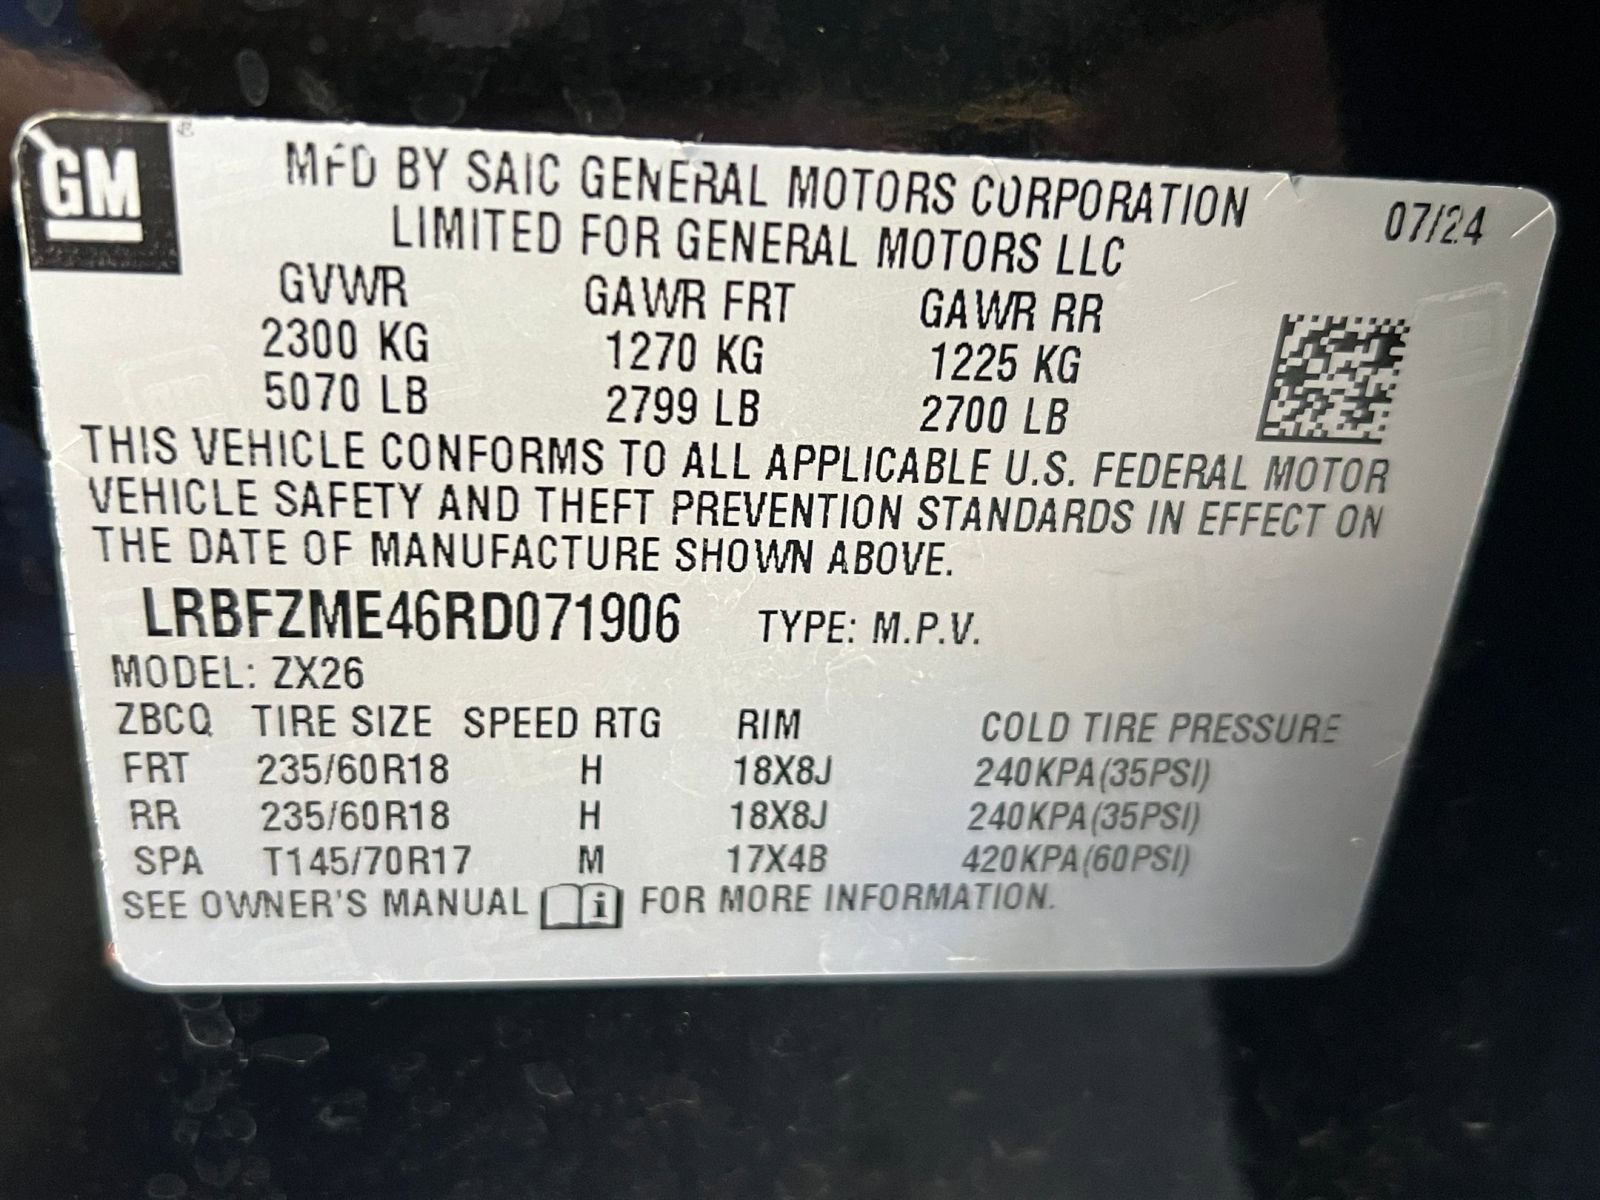 GM
MFD BY SAIC GENERAL MOTORS CORPORATION 07/24
LIMITED FOR GENERAL MOTORS LLC
GVWR GAWR FRT GAWR RR
2300 KG 1270 KG 1225 KG
5070 LB 2799 LB 2700 LB
THIS VEHICLE CONFORMS TO ALL APPLICABLE U.S. FEDERAL MOTOR
VEHICLE SAFETY AND THEFT PREVENTION STANDARDS IN EFFECT ON
THE DATE OF MANUFACTURE SHOWN ABOVE.
LRBFZME46RD071906 TYPE: M.P.V.
MODEL: ZX26
ZBCQ TIRE SIZE SPEED RTG RIM COLD TIRE PRESSURE
FRT 235/60R18 H 18X8J 240KPA(35PSI)
RR 235/60R18 H 18X8J 240KPA(35PSI)
SPA T145/70R17 M 17X4B 420KPA(60PSI)
SEE OWNER'S MANUAL i FOR MORE INFORMATION.